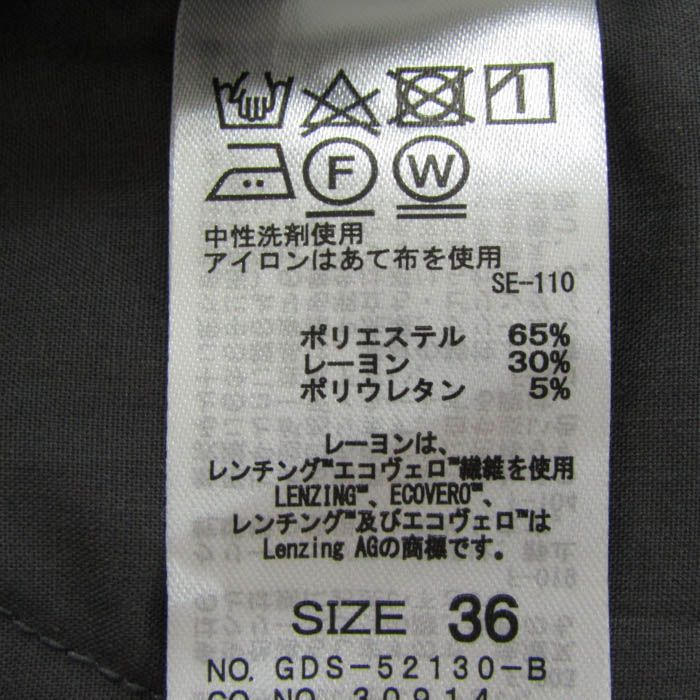 F W
中性洗剤使用
アイロンはあて布を使用
SE-110
ポリエステル 65%
レーヨン 30%
ポリウレタン 5%
レーヨンは、
レンチング™エコヴェロ™繊維を使用
LENZING™、ECOVERO™、
レンチング™及びエコヴェロ™は
Lenzing AGの商標です。
SIZE 36
NO. GDS-52130-B
CO.NO. 30914